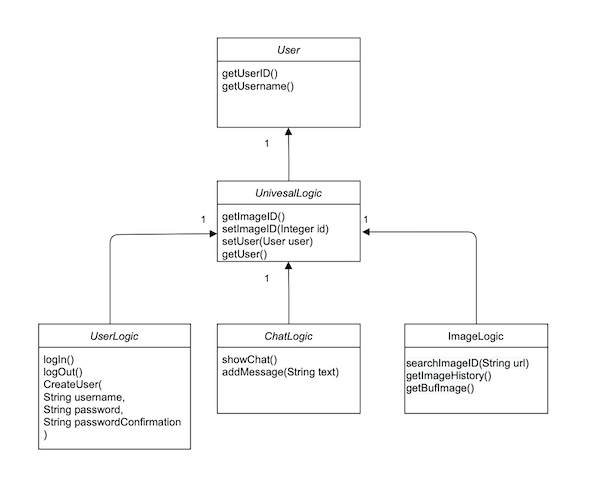 User
getUserID()
getUsername()
1
UnivesalLogic
getImageID()
setImageID(Integer id)
setUser(User user)
getUser()
1
1
1
UserLogic
logIn()
logOut()
CreateUser(
String username,
String password,
String passwordConfirmation
)
ChatLogic
showChat()
addMessage(String text)
ImageLogic
searchImageID(String url)
getImageHistory()
getBufImage()